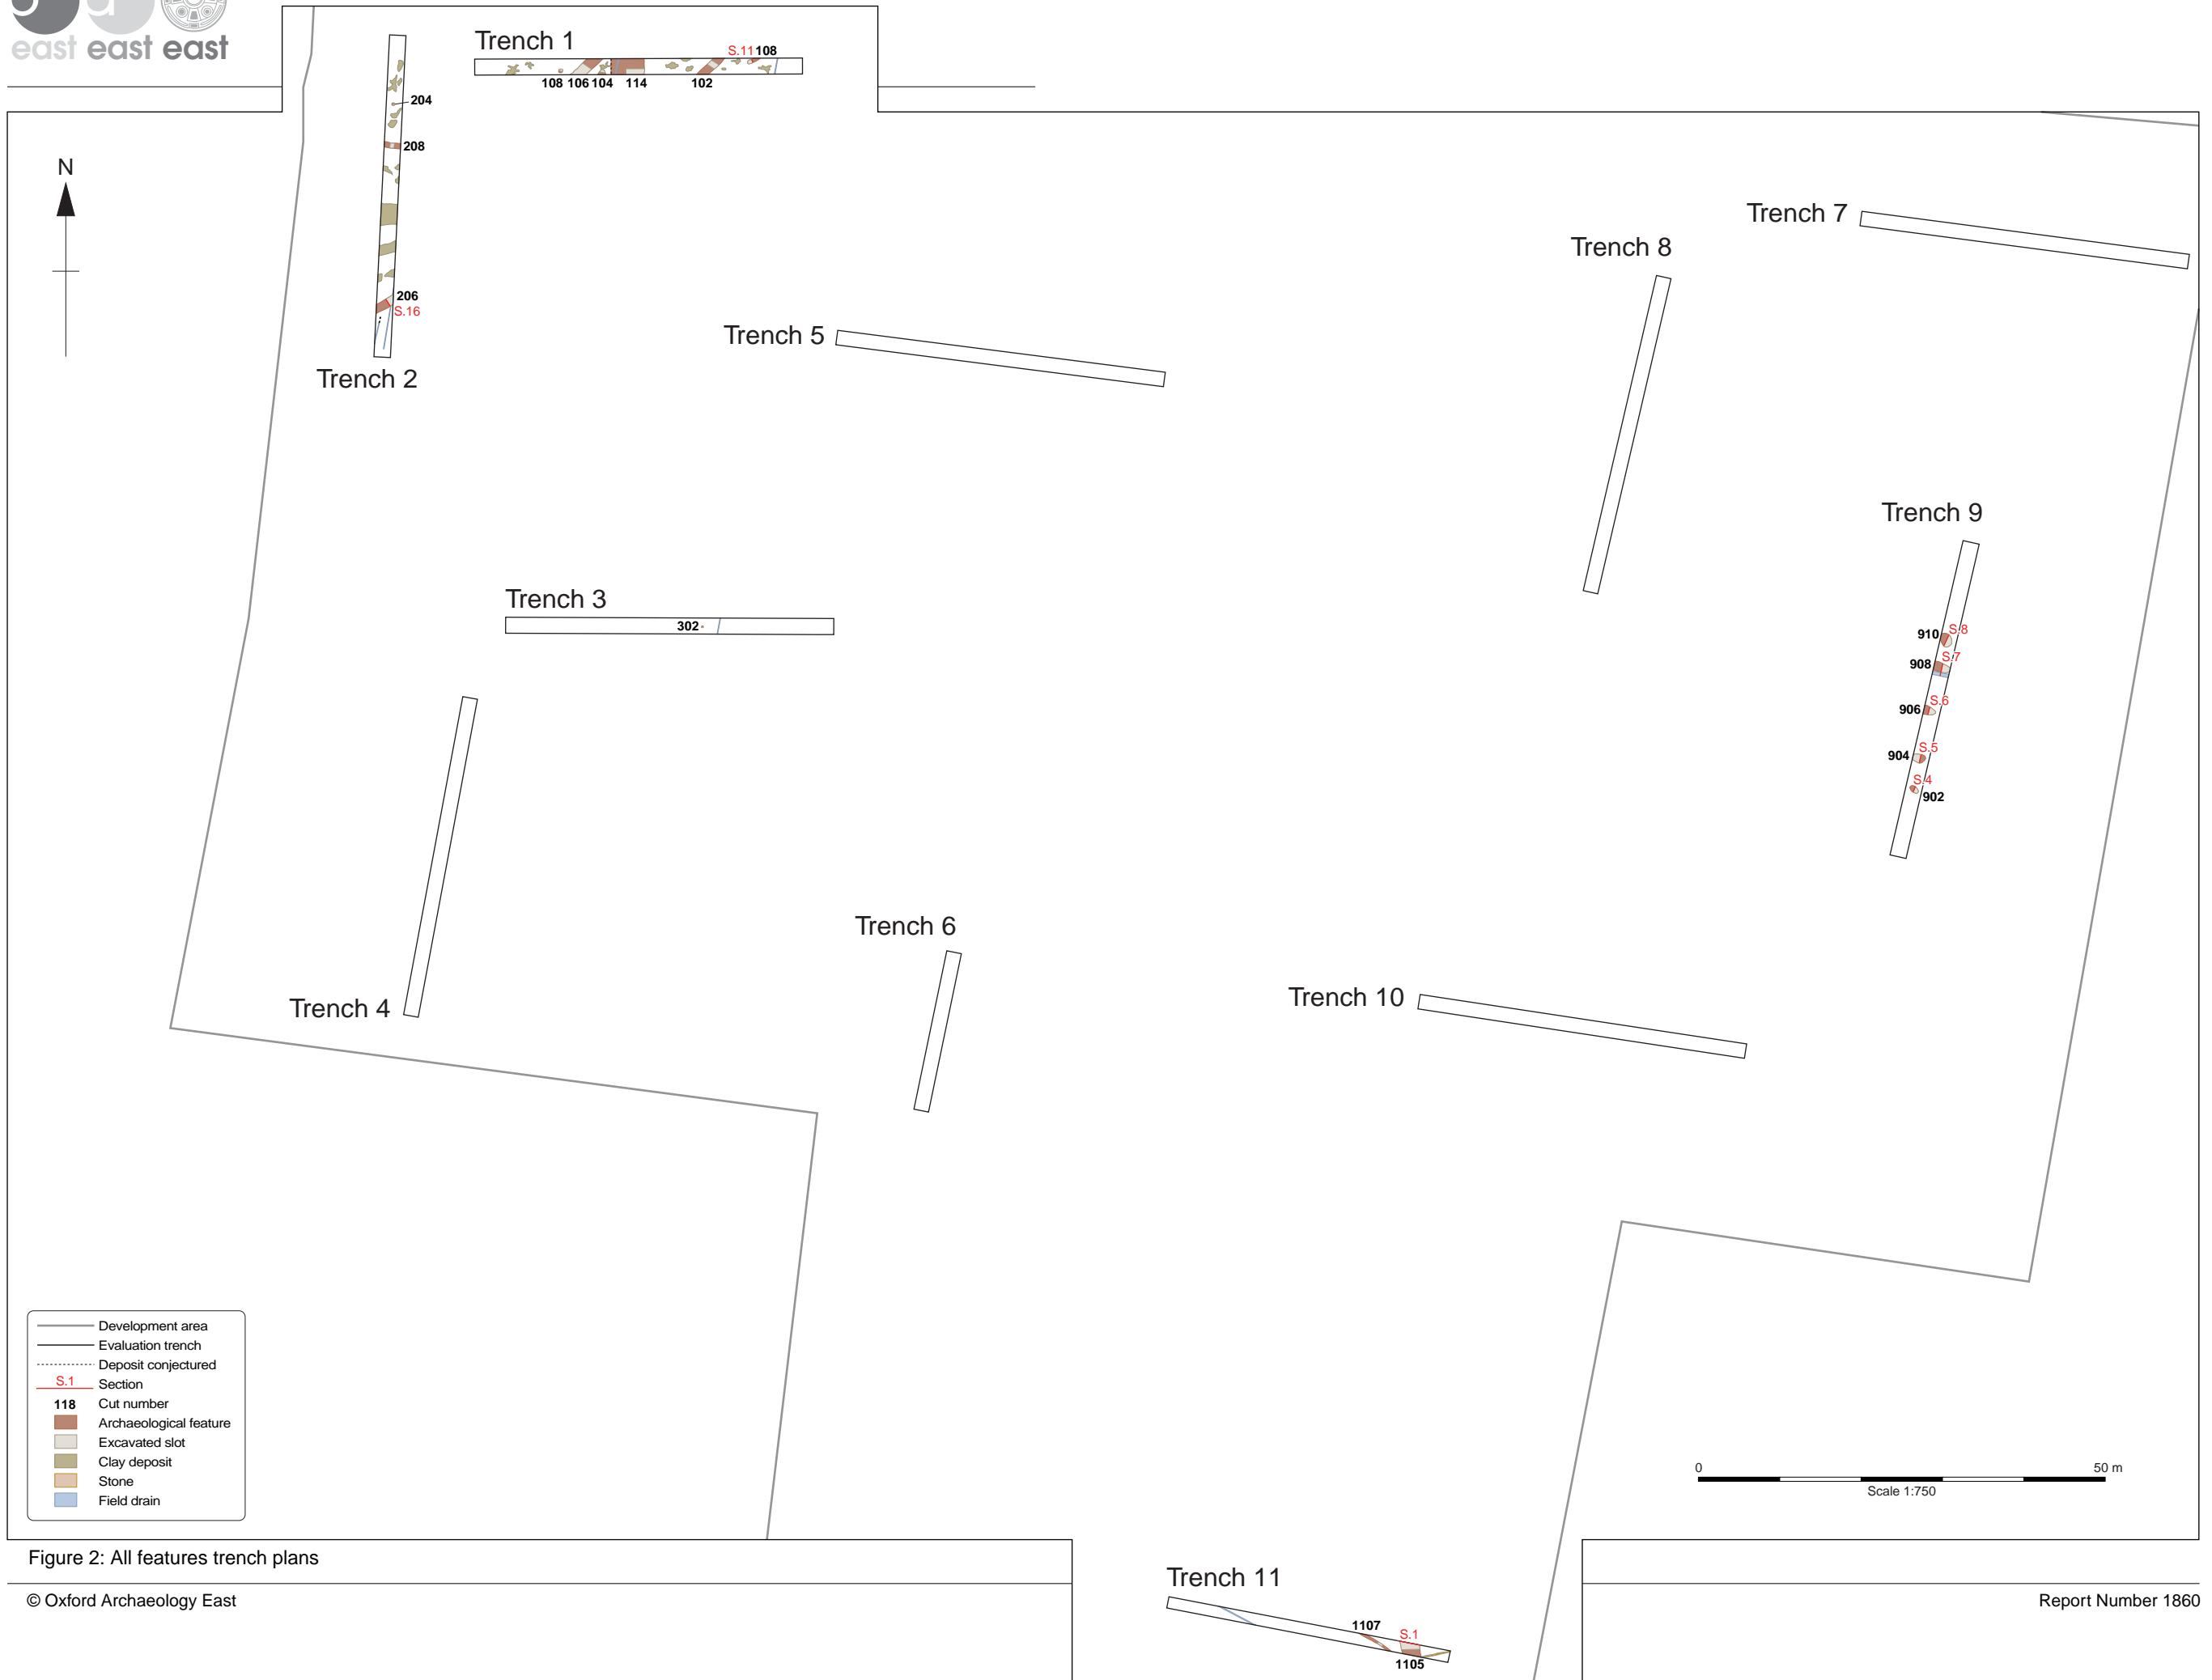 east east east
Trench 1
S.11 108
108 106 104 114 102
204
208
N
206
S.16
Trench 2
Trench 7
Trench 8
Trench 5
Trench 9
910 S.8
908 S.7
906 S.6
904 S.5
S.4
902
Trench 3
302
Trench 4
Trench 6
Trench 10
Development area
Evaluation trench
Deposit conjectured
S.1 Section
118 Cut number
Archaeological feature
Excavated slot
Clay deposit
Stone
Field drain
0 50 m
Scale 1:750
Figure 2: All features trench plans
Trench 11
1107
S.1
1105
© Oxford Archaeology East
Report Number 1860